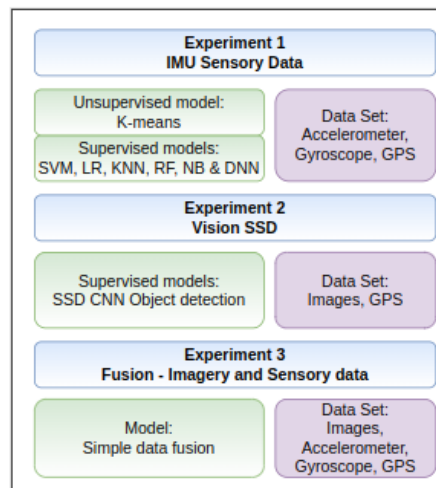 Experiment 1
IMU Sensory Data
Unsupervised model:
K-means
Supervised models:
SVM, LR, KNN, RF, NB & DNN
Data Set:
Accelerometer,
Gyroscope, GPS
Experiment 2
Vision SSD
Supervised models:
SSD CNN Object detection
Data Set:
Images, GPS
Experiment 3
Fusion - Imagery and Sensory data
Model:
Simple data fusion
Data Set:
Images,
Accelerometer,
Gyroscope, GPS